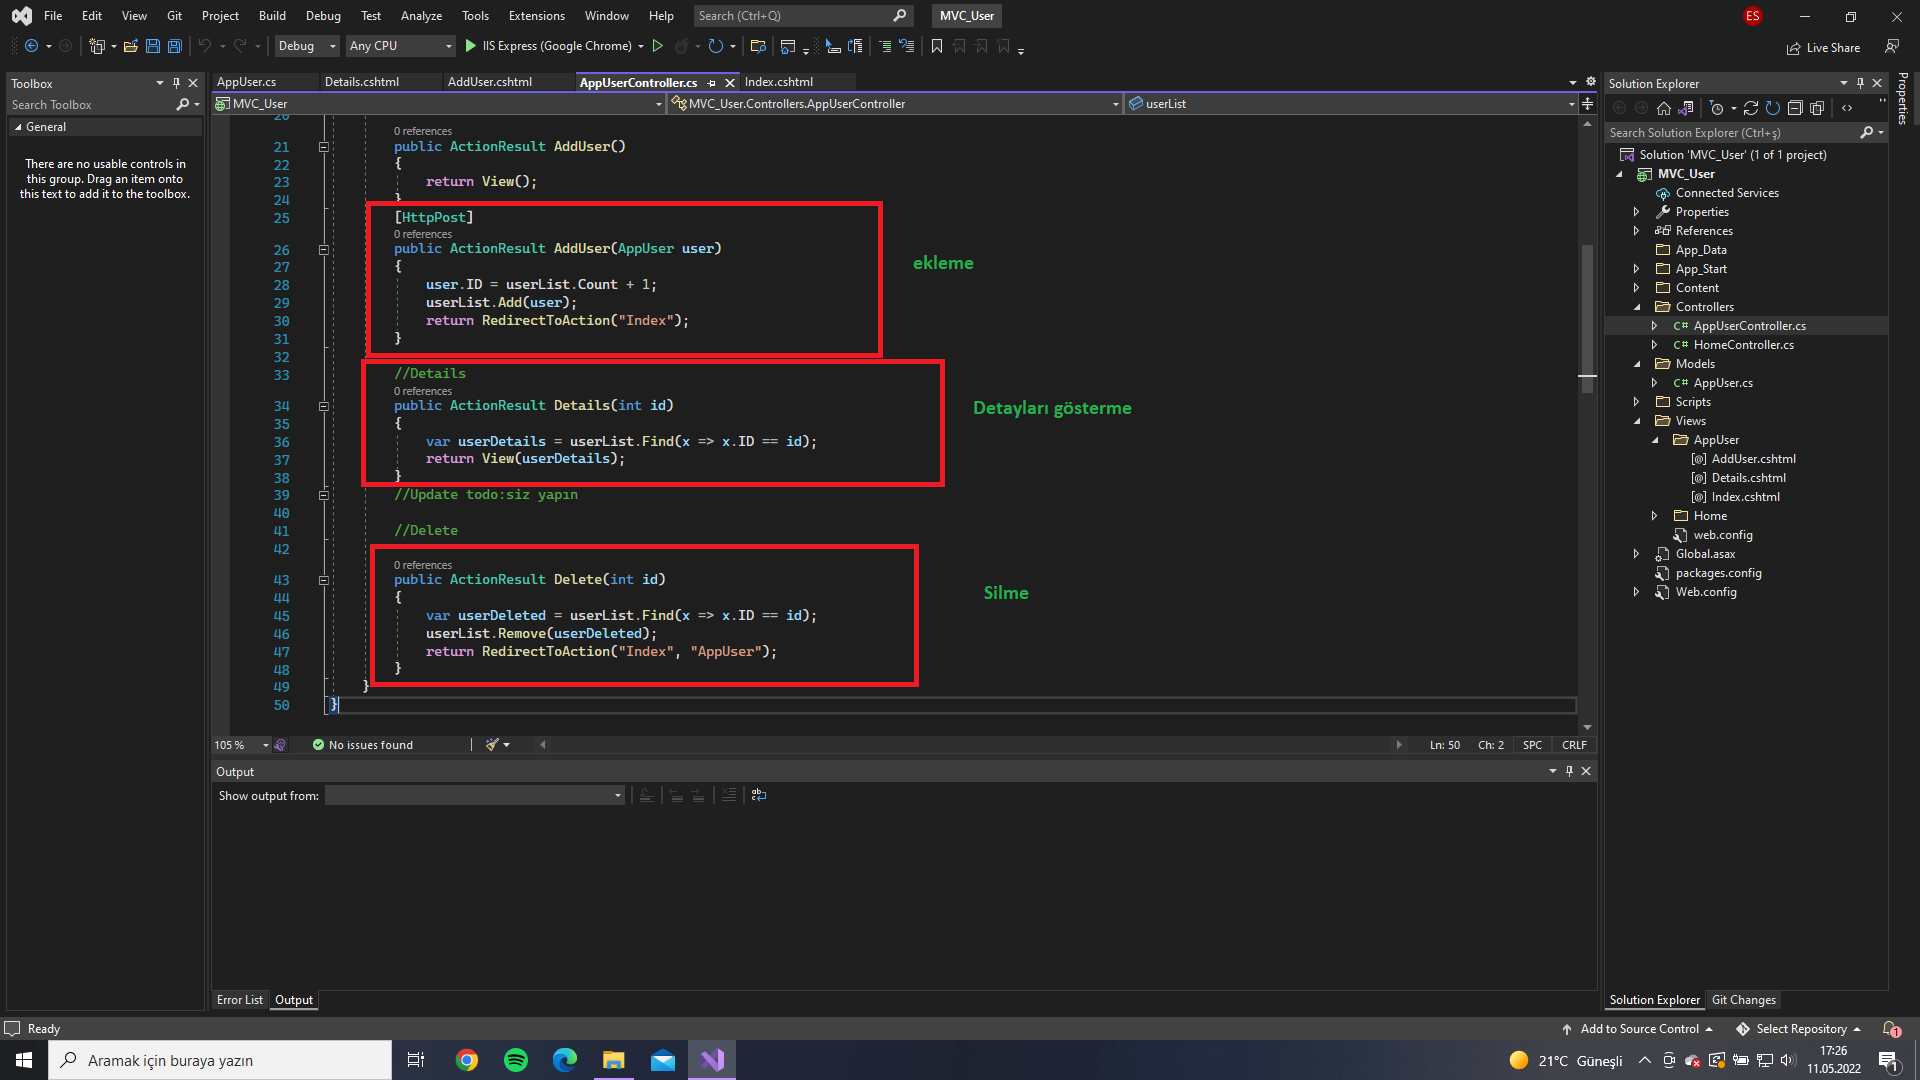 File Edit View Git Project Build Debug Test Analyze Tools Extensions Window Help Search (Ctrl+Q) MVC_User ES
Debug Any CPU IIS Express (Google Chrome) Live Share
Toolbox
Search Toolbox
General
There are no usable controls in
this group. Drag an item onto
this text to add it to the toolbox.
AppUser.cs Details.cshtml AddUser.cshtml AppUserController.cs Index.cshtml
MVC_User MVC_User.Controllers.AppUserController userList
20
0 references
21 public ActionResult AddUser()
22 {
23 return View();
24 }
25 [HttpPost]
0 references
26 public ActionResult AddUser(AppUser user)
27 {
28 user.ID = userList.Count + 1;
29 userList.Add(user);
30 return RedirectToAction("Index");
31 }
32
33 //Details
0 references
34 public ActionResult Details(int id)
35 {
36 var userDetails = userList.Find(x => x.ID == id);
37 return View(userDetails);
38 }
39 //Update todo:siz yapın
40
41 //Delete
42
0 references
43 public ActionResult Delete(int id)
44 {
45 var userDeleted = userList.Find(x => x.ID == id);
46 userList.Remove(userDeleted);
47 return RedirectToAction("Index", "AppUser");
48 }
49 }
50 }
ekleme
Detayları gösterme
Silme
105 % No issues found Ln: 50 Ch: 2 SPC CRLF
Output
Show output from:
Error List Output
Solution Explorer
Search Solution Explorer (Ctrl+ş)
Solution 'MVC_User' (1 of 1 project)
MVC_User
Connected Services
Properties
References
App_Data
App_Start
Content
Controllers
C# AppUserController.cs
C# HomeController.cs
Models
C# AppUser.cs
Scripts
Views
AppUser
[@] AddUser.cshtml
[@] Details.cshtml
[@] Index.cshtml
Home
web.config
Global.asax
packages.config
Web.config
Solution Explorer Git Changes
Properties
Ready Add to Source Control Select Repository 1
Aramak için buraya yazın 21°C Güneşli 17:26
11.05.2022 1